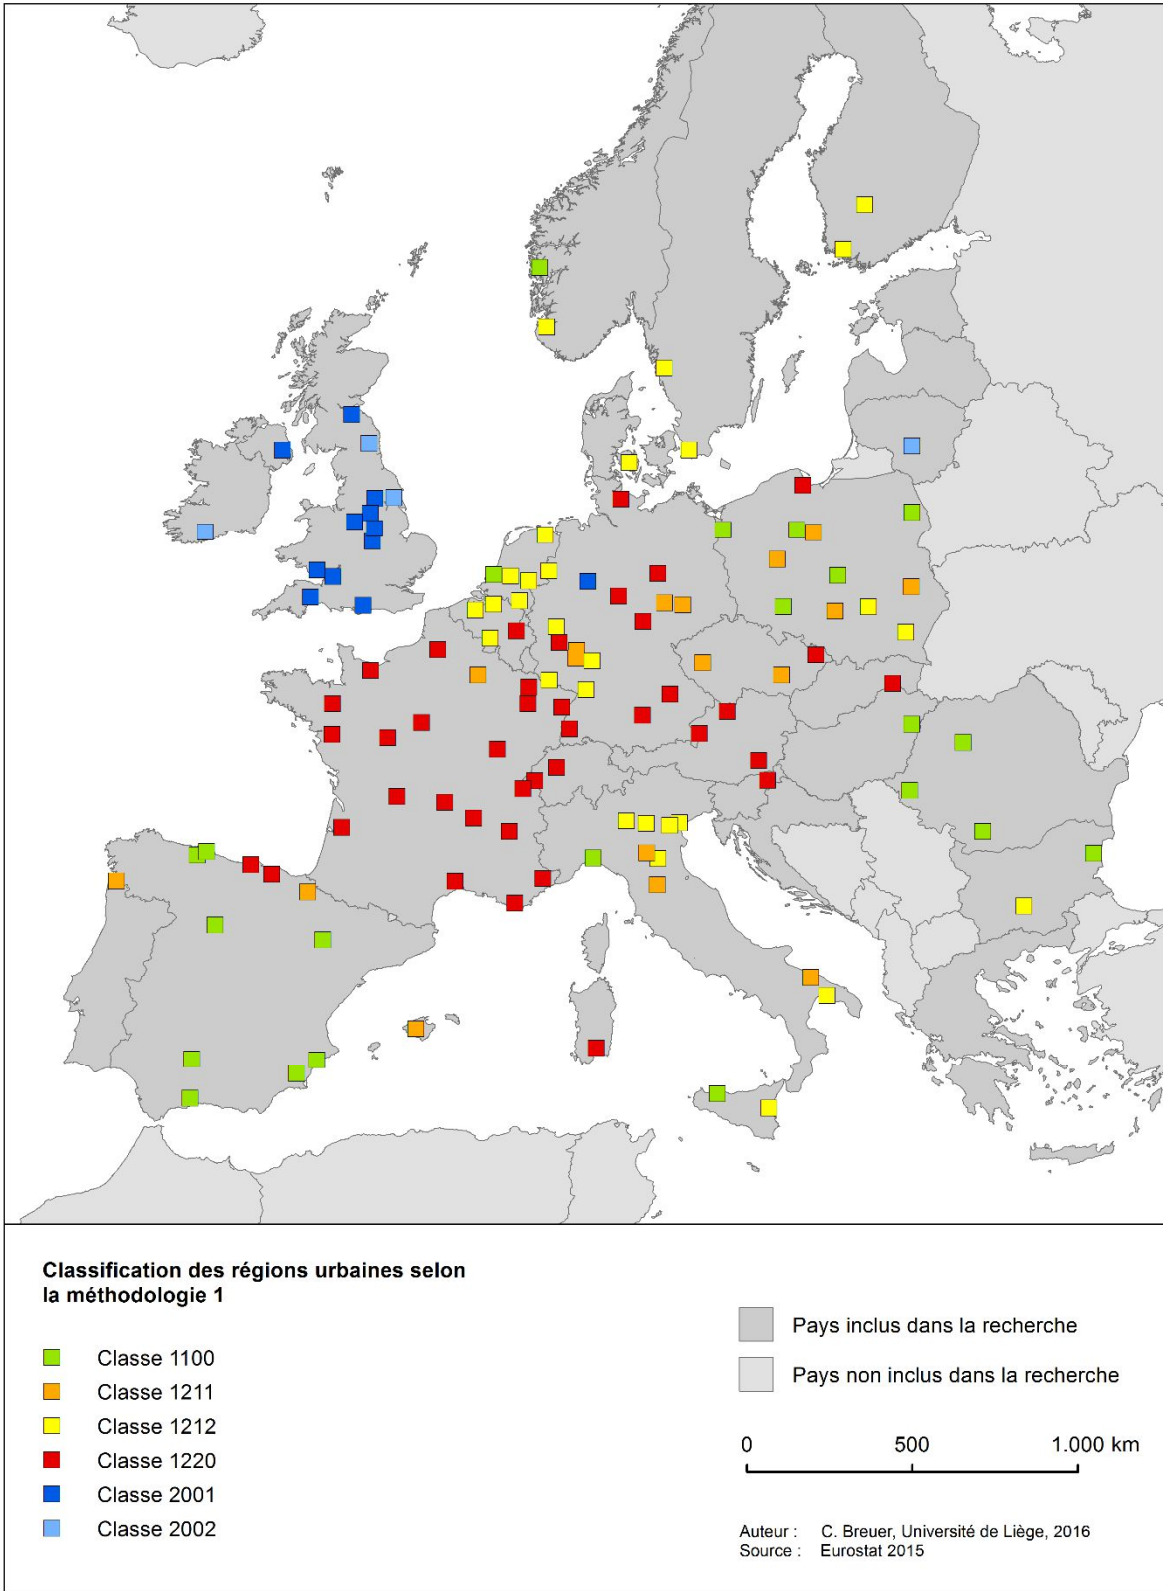 Classification des régions urbaines selon
la méthodologie 1
Classe 1100
Classe 1211
Classe 1212
Classe 1220
Classe 2001
Classe 2002
Pays inclus dans la recherche
Pays non inclus dans la recherche
0 500 1.000 km
Auteur : C. Breuer, Université de Liège, 2016
Source : Eurostat 2015